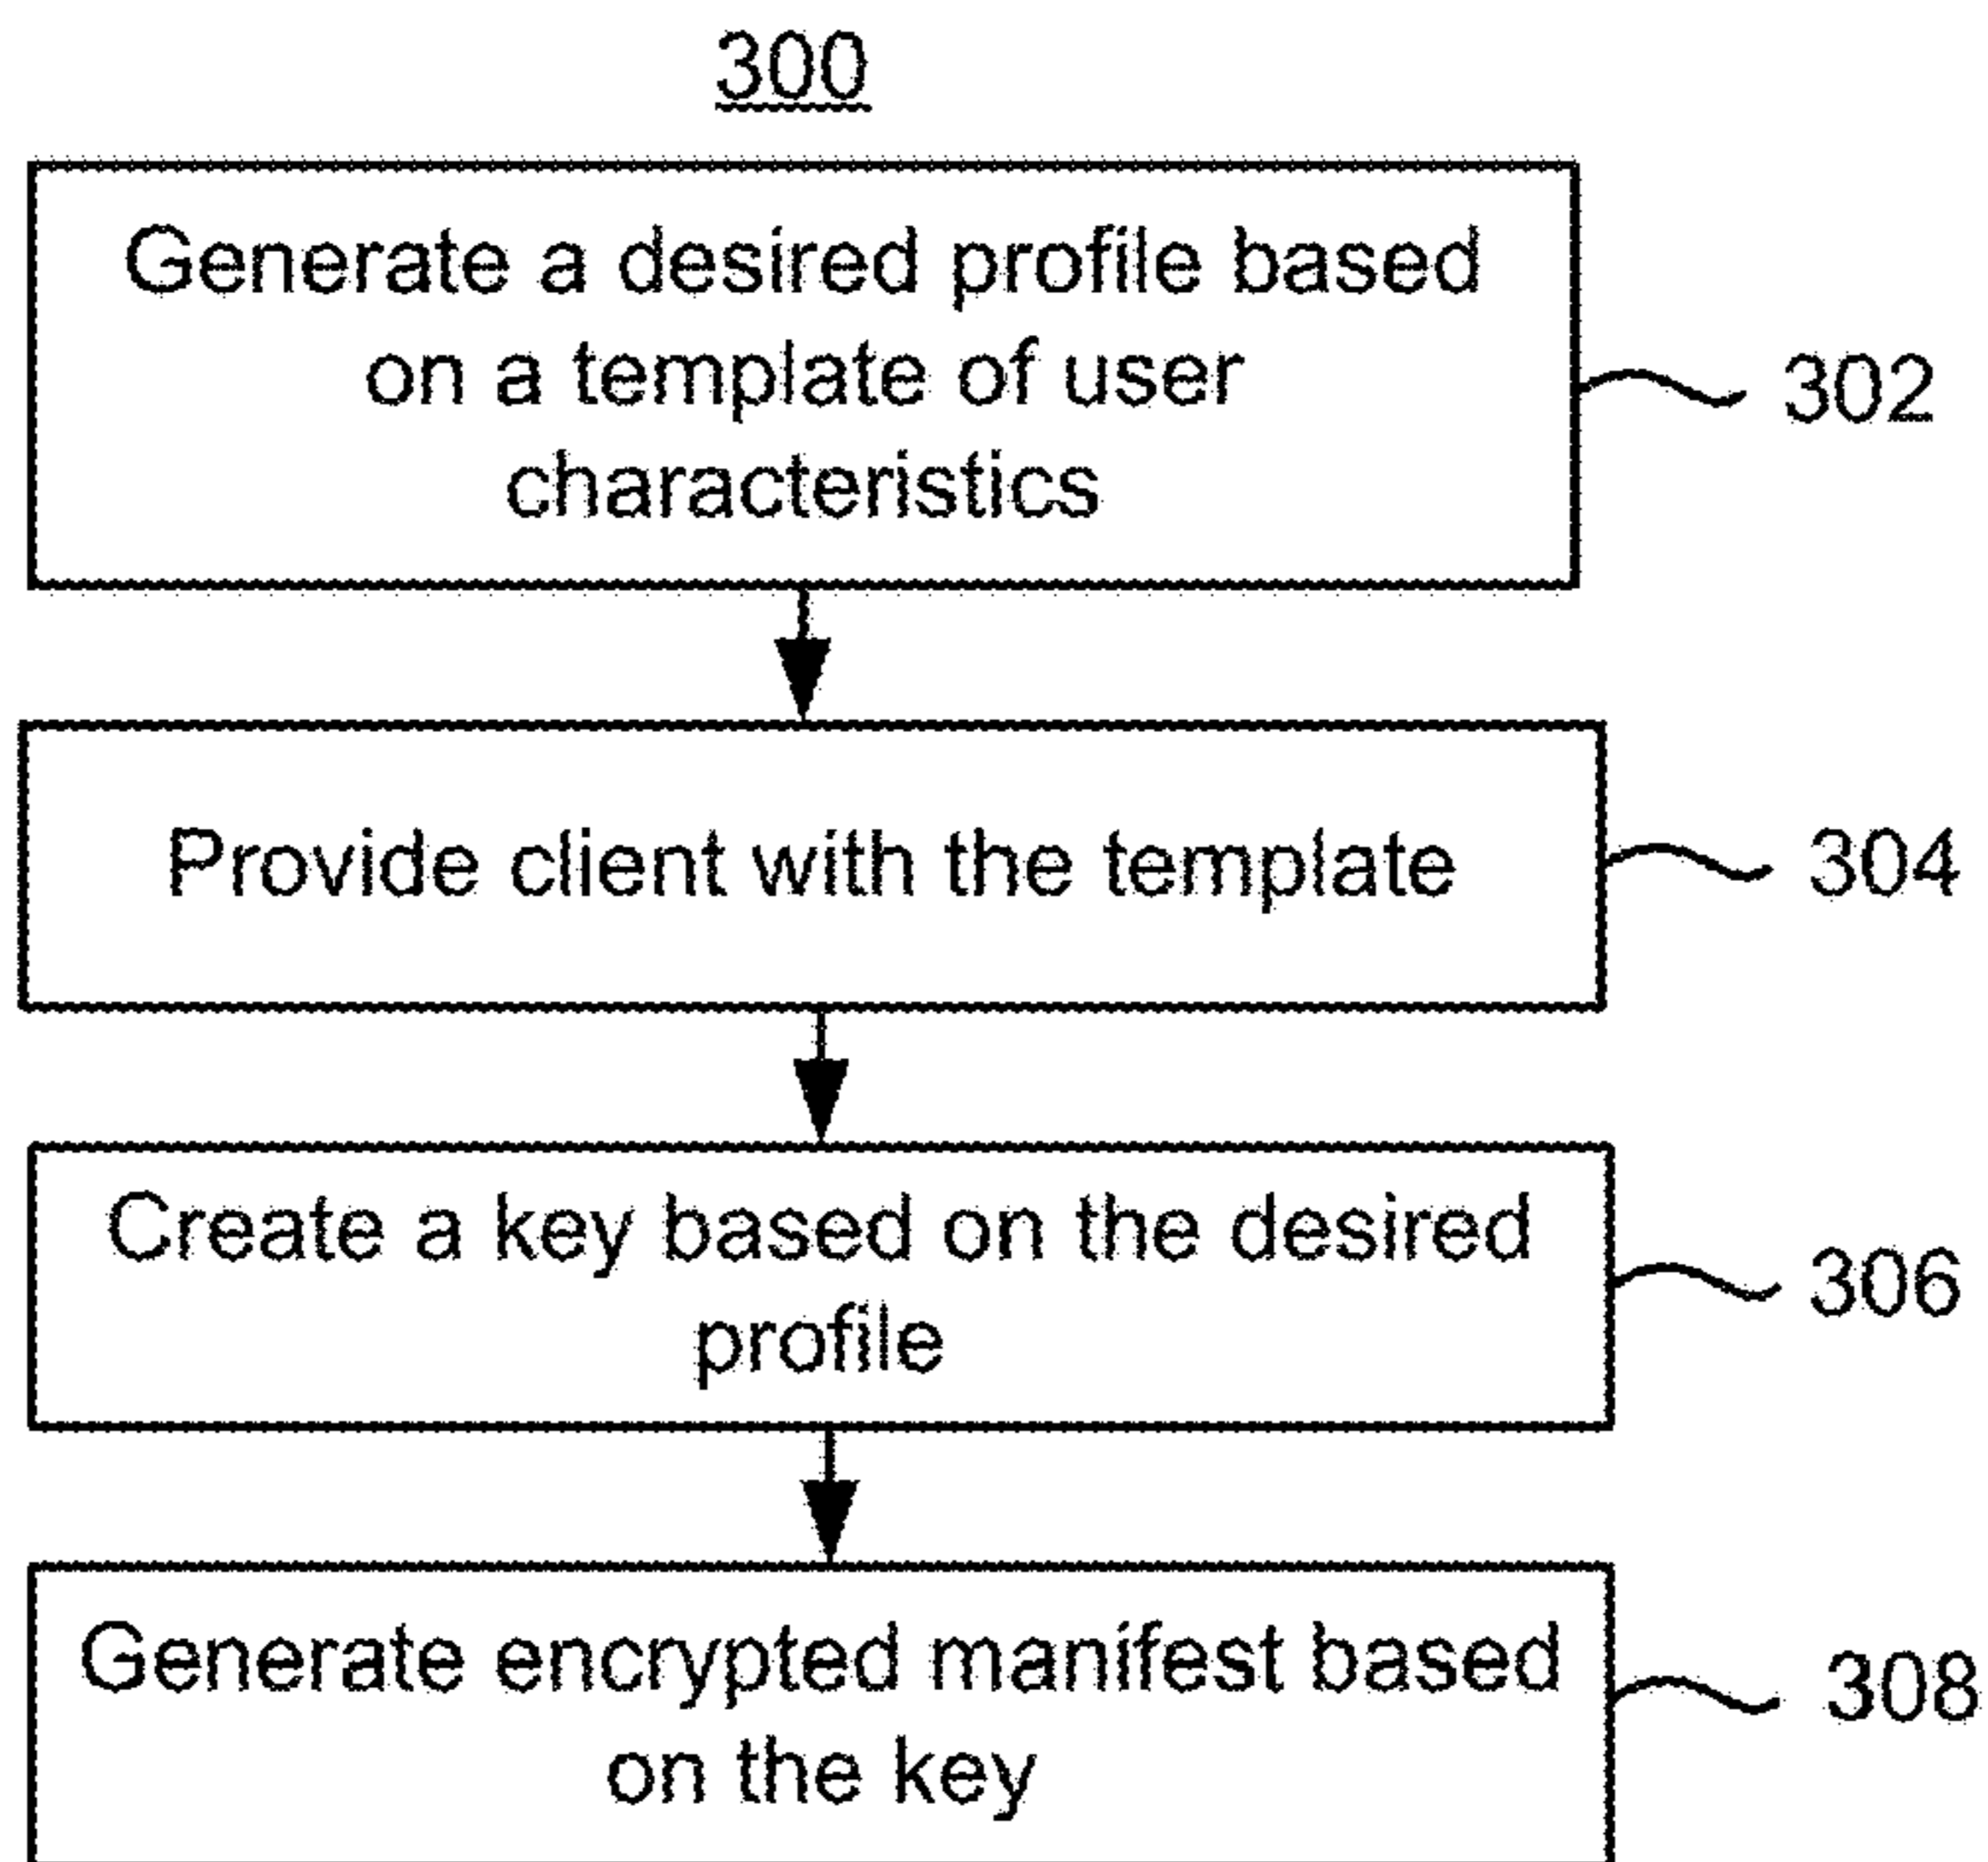 300
Generate a desired profile based
on a template of user
characteristics
302
Provide client with the template
304
Create a key based on the desired
profile
306
Generate encrypted manifest based
on the key
308